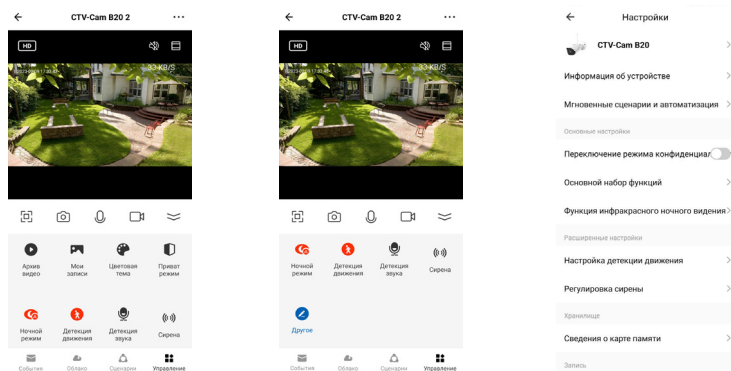 CTV-Cam B20 2
HD
33 KB/S
Архив видео
Мои записи
Цветовая тема
Приват режим
Ночной режим
Детекция движения
Детекция звука
Сирена
События
Облако
Сценарии
Управление
CTV-Cam B20 2
HD
33 KB/S
Ночной режим
Детекция движения
Детекция звука
Сирена
Другое
События
Облако
Сценарии
Управление
Настройки
CTV-Cam B20
Информация об устройстве
Мгновенные сценарии и автоматизация
Основные настройки
Переключение режима конфиденциал
Основной набор функций
Функция инфракрасного ночного видения
Расширенные настройки
Настройка детекции движения
Регулировка сирены
Хранилище
Сведения о карте памяти
Запись